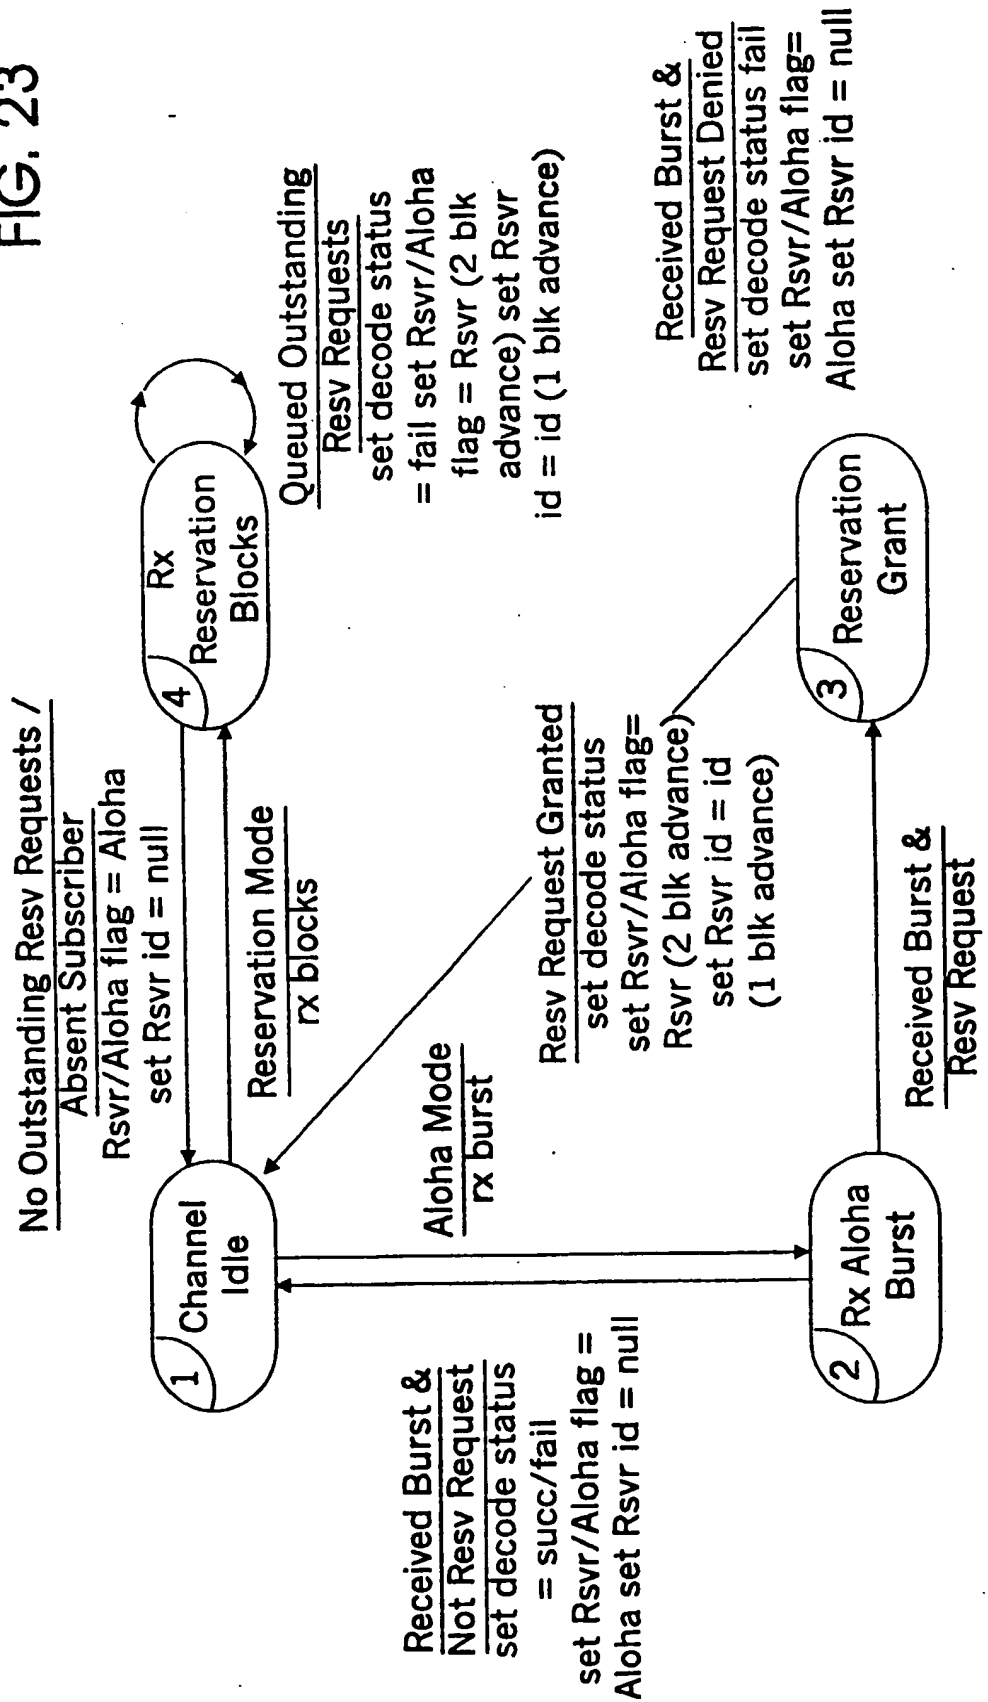 FIG. 23
No Outstanding Resv Requests /
Absent Subscriber
Rsvr/Aloha flag = Aloha
set Rsvr id = null
4
Rx
Reservation
Blocks
Queued Outstanding
Resv Requests
set decode status
= fail set Rsvr/Aloha
flag = Rsvr (2 blk
advance) set Rsvr
id = id (1 blk advance)
1
Channel
Idle
Reservation Mode
rx blocks
Aloha Mode
rx burst
Resv Request Granted
set decode status
set Rsvr/Aloha flag=
Rsvr (2 blk advance)
set Rsvr id = id
(1 blk advance)
Received Burst &
Not Resv Request
set decode status
= succ/fail
set Rsvr/Aloha flag =
Aloha set Rsvr id = null
2
Rx Aloha
Burst
Received Burst &
Resv Request
3
Reservation
Grant
Received Burst &
Resv Request Denied
set decode status fail
set Rsvr/Aloha flag=
Aloha set Rsvr id = null